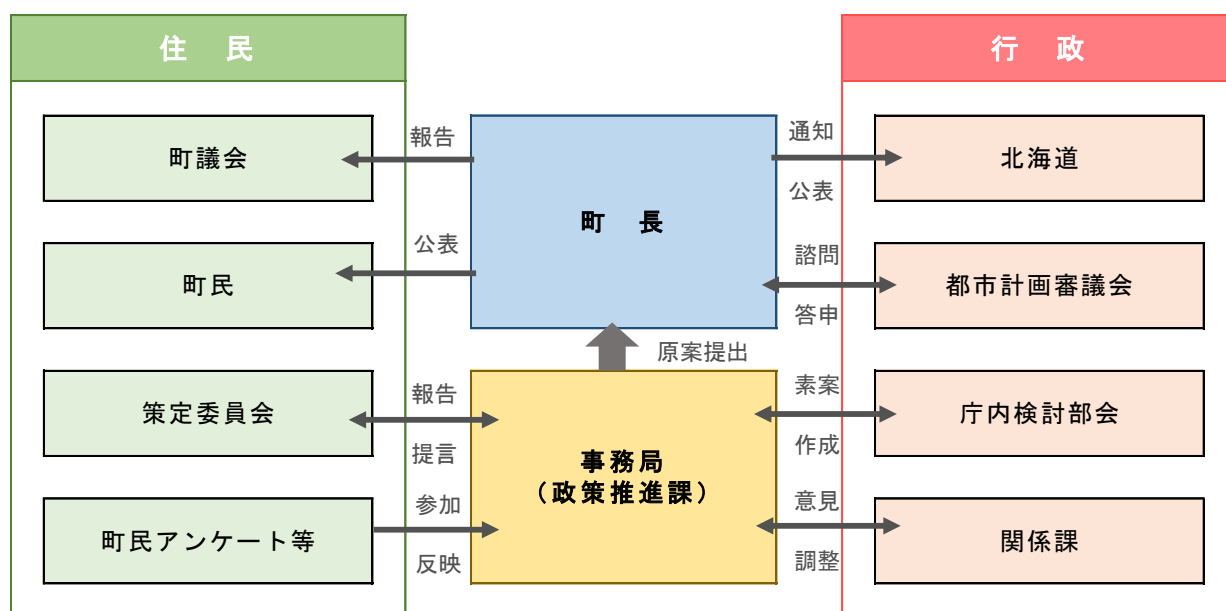 住　民
行　政
町議会
報告
町　長
通知
公表
北海道
町民
公表
諮問
答申
都市計画審議会
原案提出
策定委員会
報告
提言
事務局
（政策推進課）
素案
作成
庁内検討部会
町民アンケート等
参加
反映
意見
調整
関係課